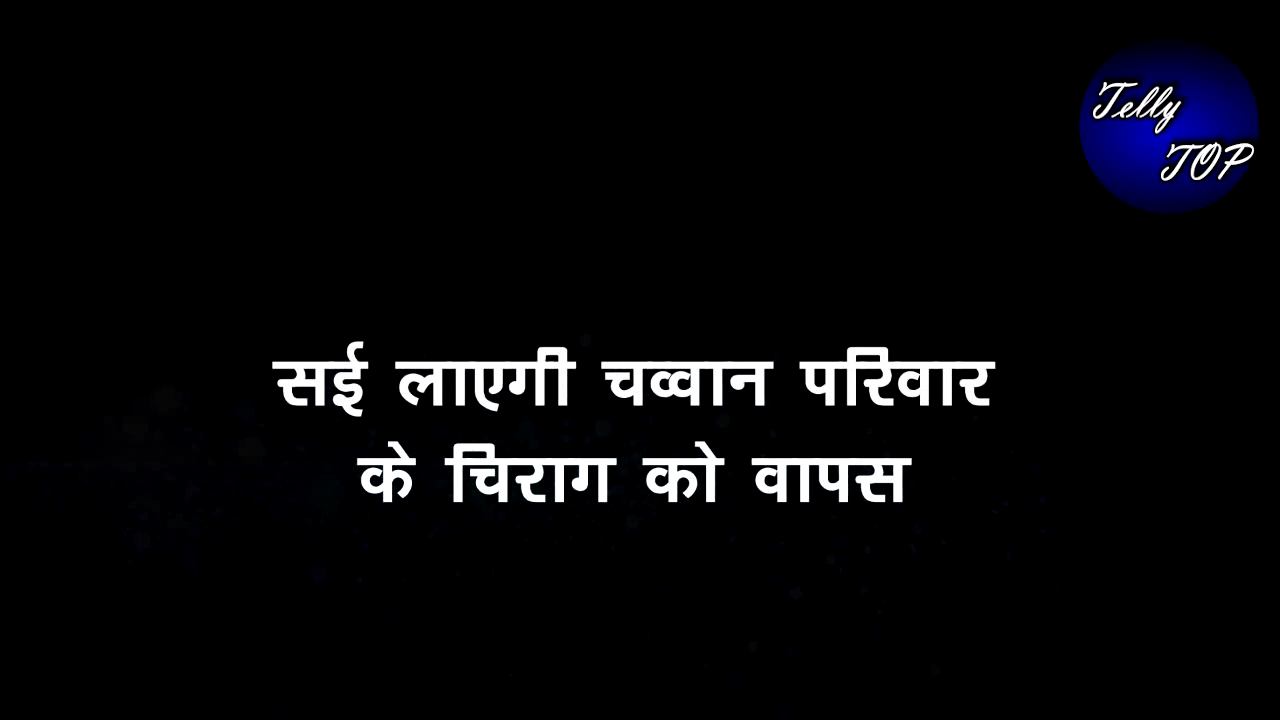 Telly
TOP
सई लाएगी चव्वान परिवार
के चिराग को वापस